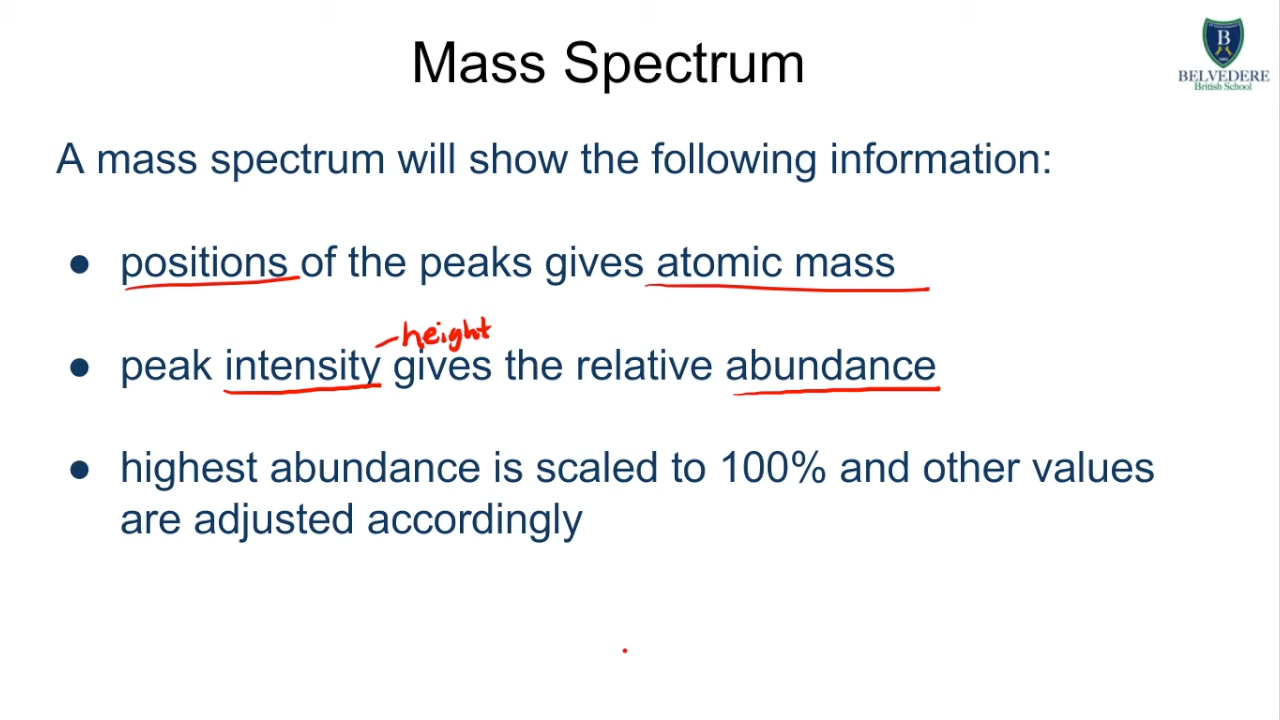 Mass Spectrum
B
BELVEDERE
British School
A mass spectrum will show the following information:
● positions of the peaks gives atomic mass
- height
● peak intensity gives the relative abundance
● highest abundance is scaled to 100% and other values
are adjusted accordingly